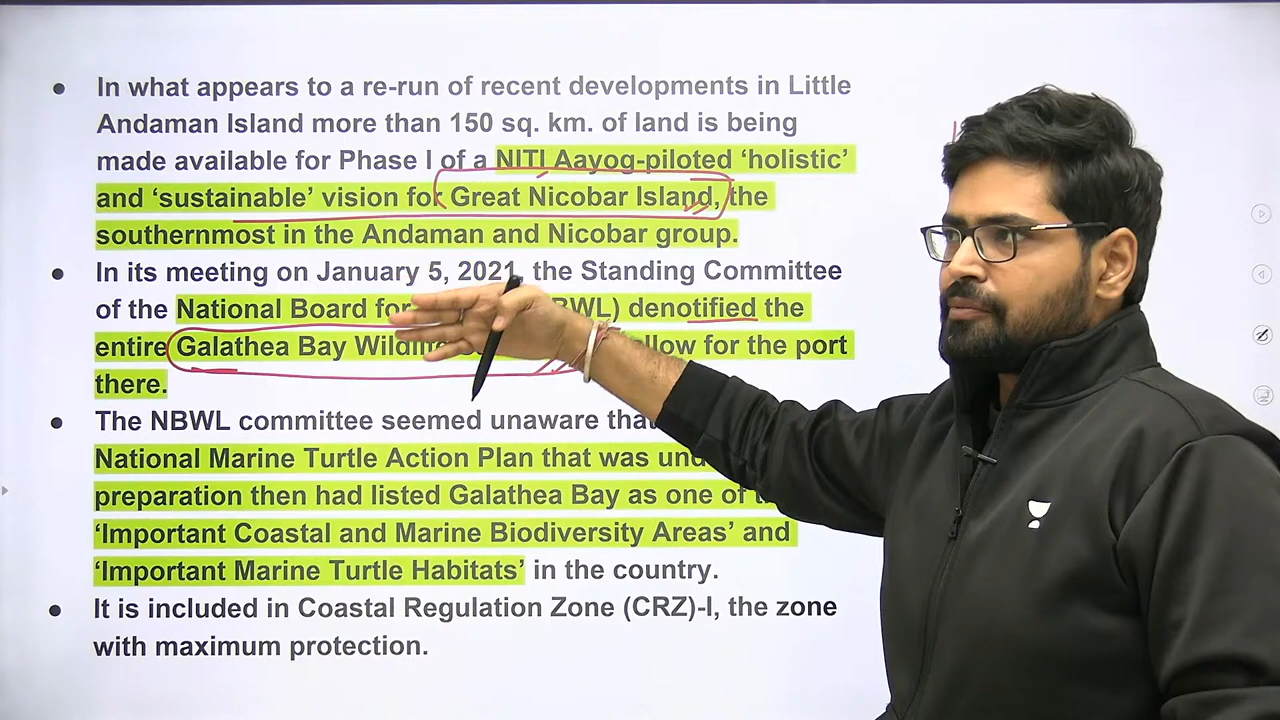 In what appears to a re-run of recent developments in Little
Andaman Island more than 150 sq. km. of land is being
made available for Phase I of a NITI Aayog-piloted ‘holistic’
and ‘sustainable’ vision for Great Nicobar Island, the
southernmost in the Andaman and Nicobar group.
In its meeting on January 5, 2021, the Standing Committee
of the National Board for BWL) denotified the
entire Galathea Bay Wildlife allow for the port
there.
The NBWL committee seemed unaware that
National Marine Turtle Action Plan that was
preparation then had listed Galathea Bay as one of
‘Important Coastal and Marine Biodiversity Areas’ and
‘Important Marine Turtle Habitats’ in the country.
It is included in Coastal Regulation Zone (CRZ)-I, the zone
with maximum protection.